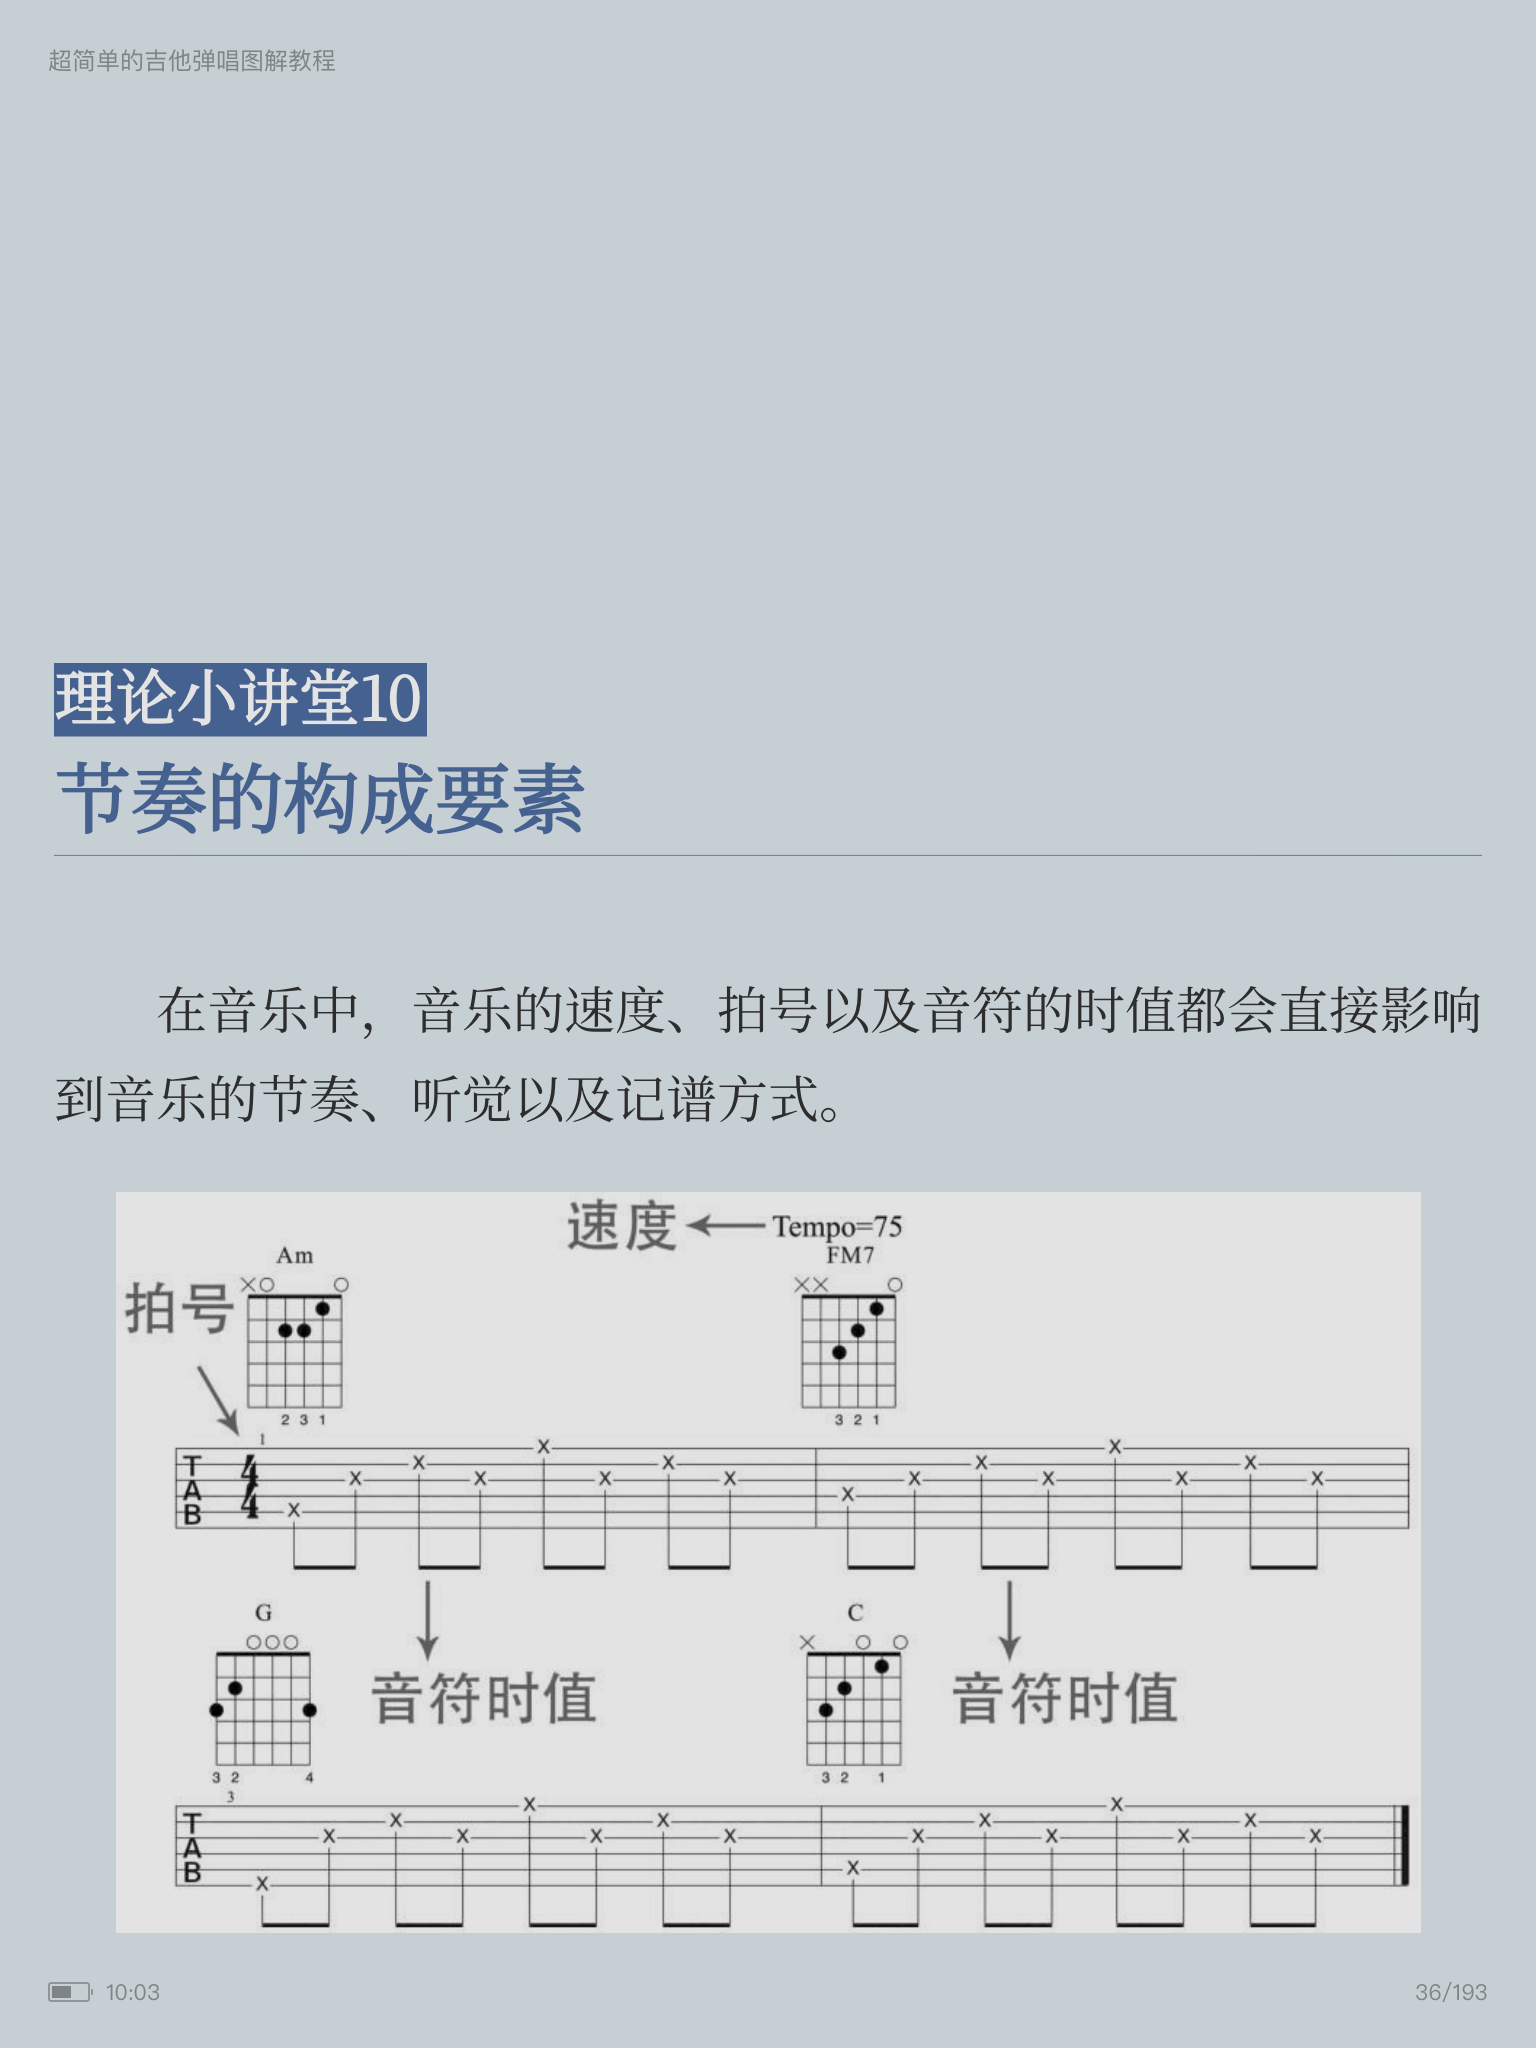 超简单的吉他弹唱图解教程
理论小讲堂10
节奏的构成要素
在音乐中，音乐的速度、拍号以及音符的时值都会直接影响
到音乐的节奏、听觉以及记谱方式。
速度 Tempo=75
Am FM7
拍号
×○ ○ ×× ○
2 3 1 3 2 1
1
T A B 4 4 x x x x x x x x x x x x x x x x
G C
○○○ × ○ ○
音符时值 音符时值
3 2 4 3 2 1
3
T A B x x x x x x x x x x x x x x x x
10:03 36/193